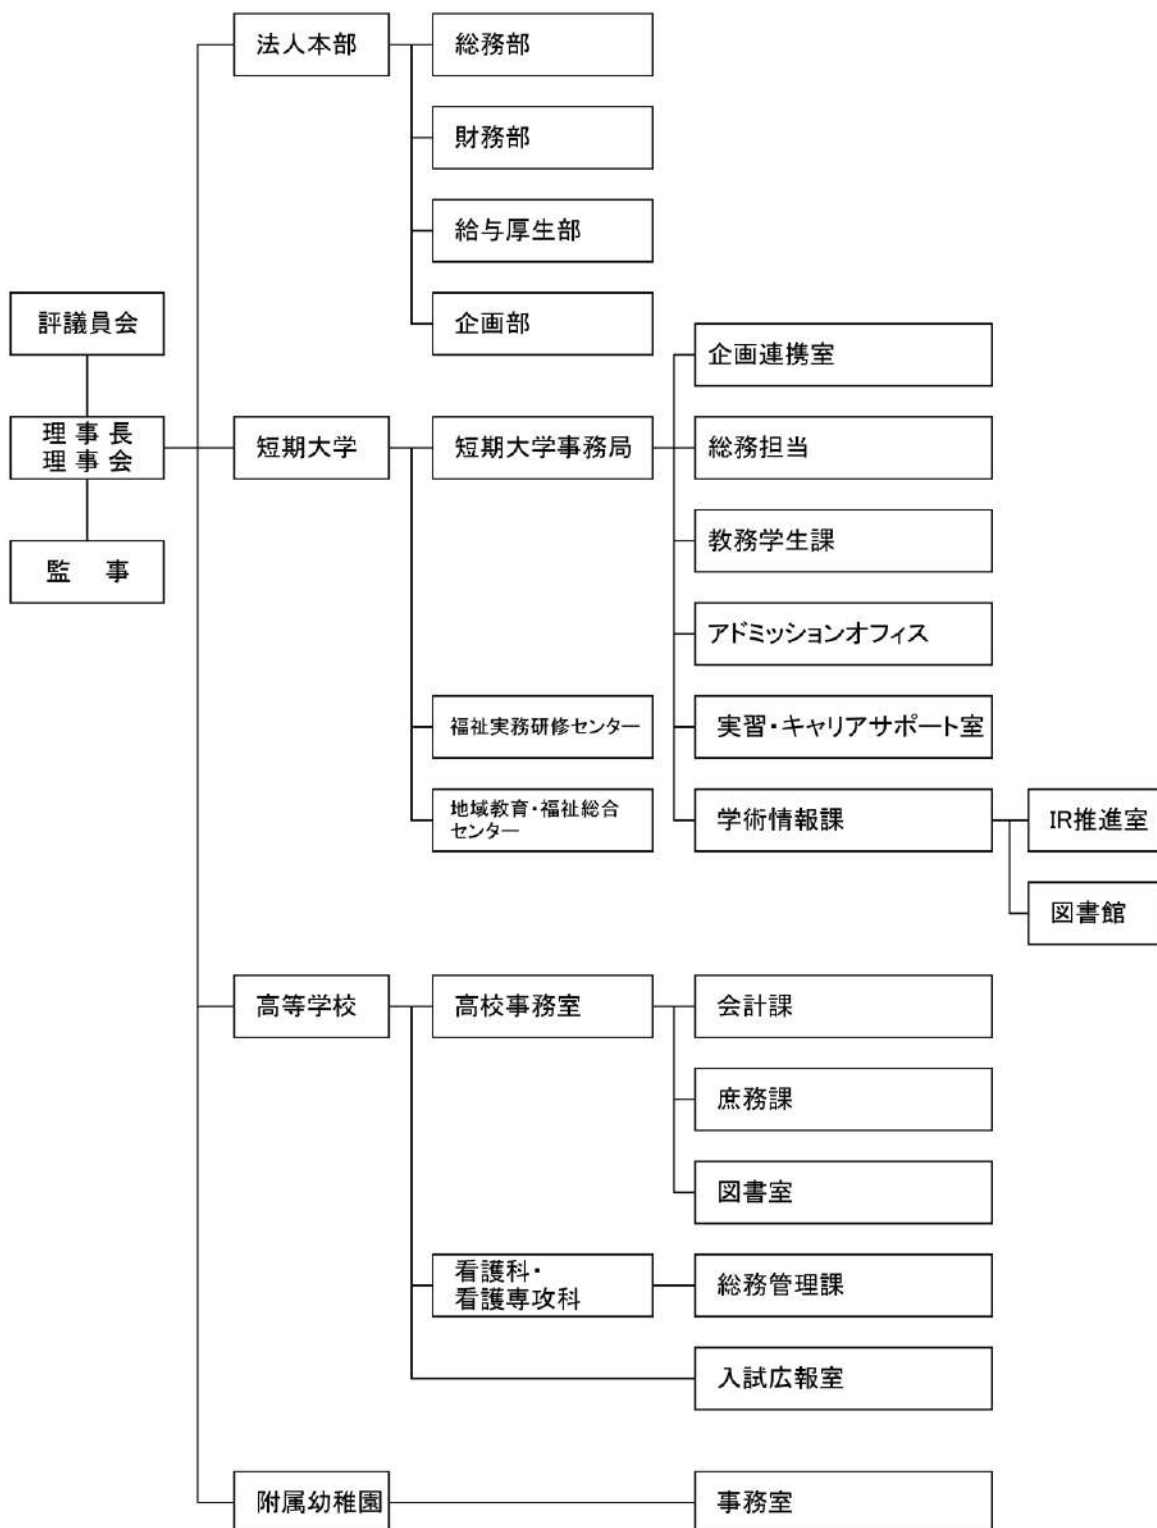 法人本部
総務部
財務部
給与厚生部
企画部
評議員会
理事長
理事会
監 事
短期大学
短期大学事務局
企画連携室
総務担当
教務学生課
アドミッションオフィス
福祉実務研修センター
実習・キャリアサポート室
地域教育・福祉総合
センター
学術情報課
IR推進室
図書館
高等学校
高校事務室
会計課
庶務課
図書室
看護科・
看護専攻科
総務管理課
入試広報室
附属幼稚園
事務室